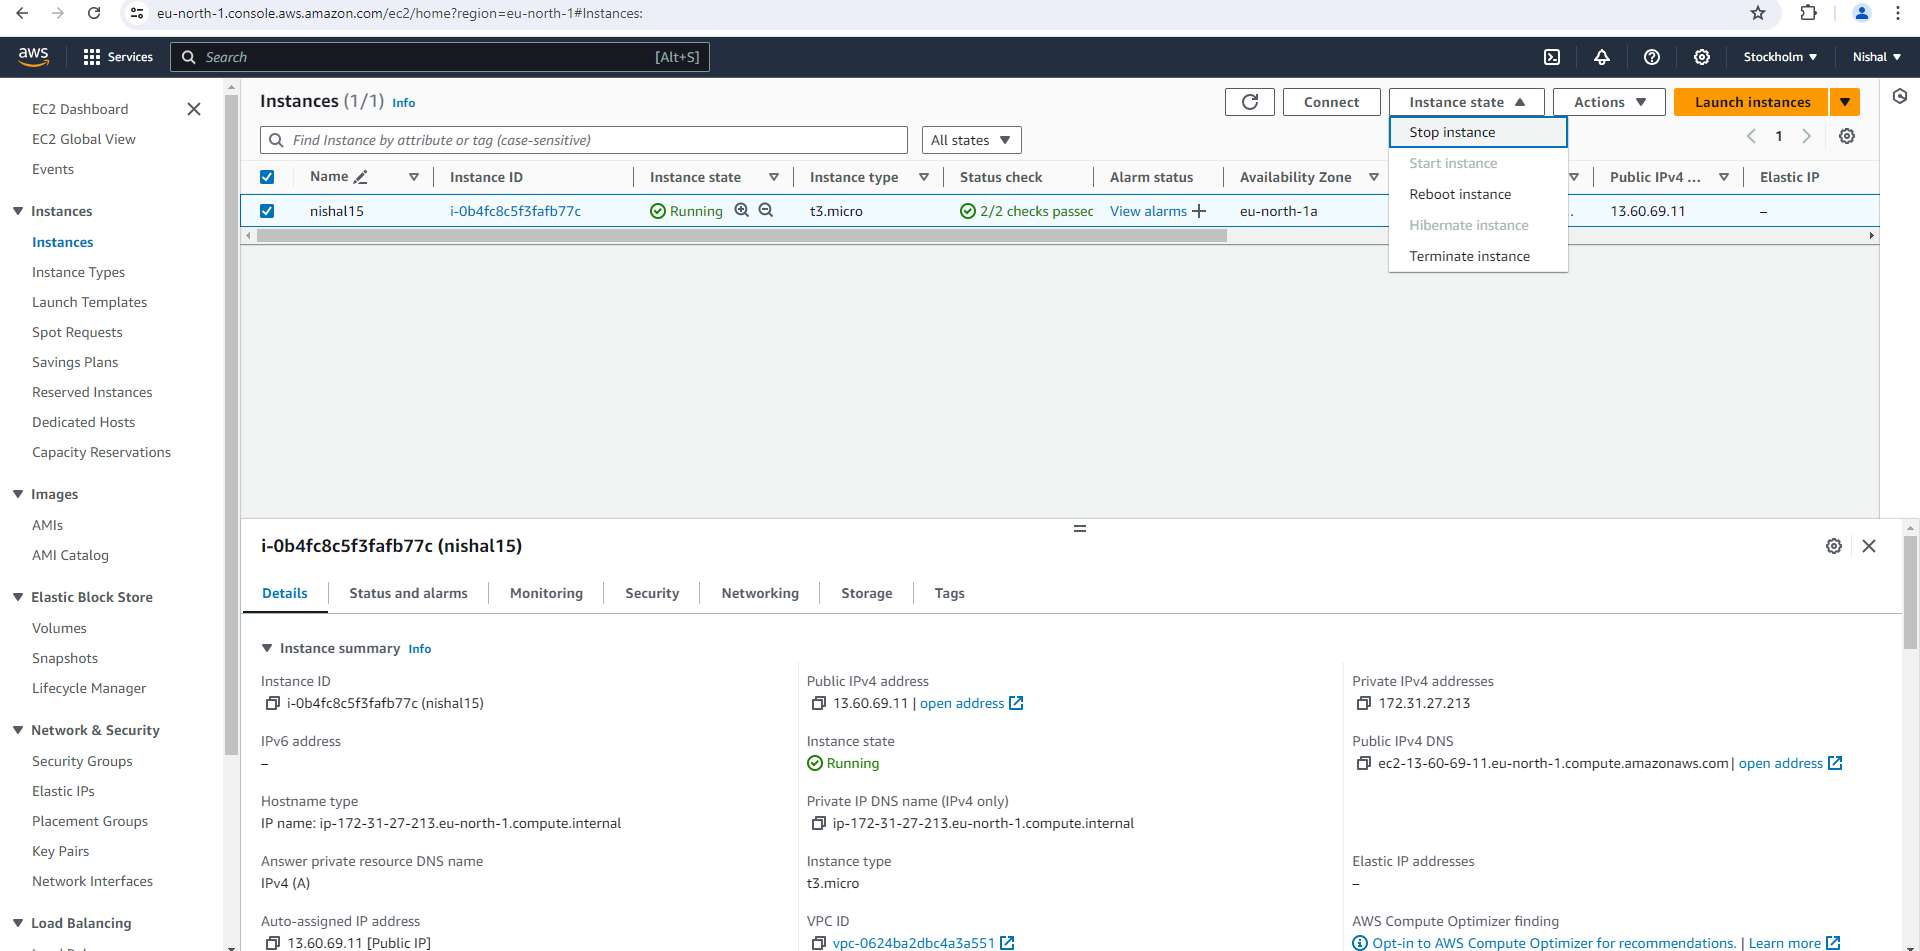 eu-north-1.console.aws.amazon.com/ec2/home?region=eu-north-1#Instances:
aws
Services
Search
[Alt+S]
Stockholm
Nishal
EC2 Dashboard
EC2 Global View
Events
Instances
Instances
Instance Types
Launch Templates
Spot Requests
Savings Plans
Reserved Instances
Dedicated Hosts
Capacity Reservations
Images
AMIs
AMI Catalog
Elastic Block Store
Volumes
Snapshots
Lifecycle Manager
Network & Security
Security Groups
Elastic IPs
Placement Groups
Key Pairs
Network Interfaces
Load Balancing
Instances (1/1) Info
Connect
Instance state
Actions
Launch instances
Find Instance by attribute or tag (case-sensitive)
All states
1
Stop instance
Start instance
Reboot instance
Hibernate instance
Terminate instance
Name Instance ID Instance state Instance type Status check Alarm status Availability Zone Public IPv4 ... Elastic IP
nishal15 i-0b4fc8c5f3fafb77c Running t3.micro 2/2 checks passec View alarms + eu-north-1a 13.60.69.11 –
i-0b4fc8c5f3fafb77c (nishal15)
Details
Status and alarms
Monitoring
Security
Networking
Storage
Tags
Instance summary Info
Instance ID
i-0b4fc8c5f3fafb77c (nishal15)
Public IPv4 address
13.60.69.11 | open address
Private IPv4 addresses
172.31.27.213
IPv6 address
–
Instance state
Running
Public IPv4 DNS
ec2-13-60-69-11.eu-north-1.compute.amazonaws.com | open address
Hostname type
IP name: ip-172-31-27-213.eu-north-1.compute.internal
Private IP DNS name (IPv4 only)
ip-172-31-27-213.eu-north-1.compute.internal
Answer private resource DNS name
IPv4 (A)
Instance type
t3.micro
Elastic IP addresses
–
Auto-assigned IP address
13.60.69.11 [Public IP]
VPC ID
vpc-0624ba2dbc4a3a551
AWS Compute Optimizer finding
Opt-in to AWS Compute Optimizer for recommendations. | Learn more